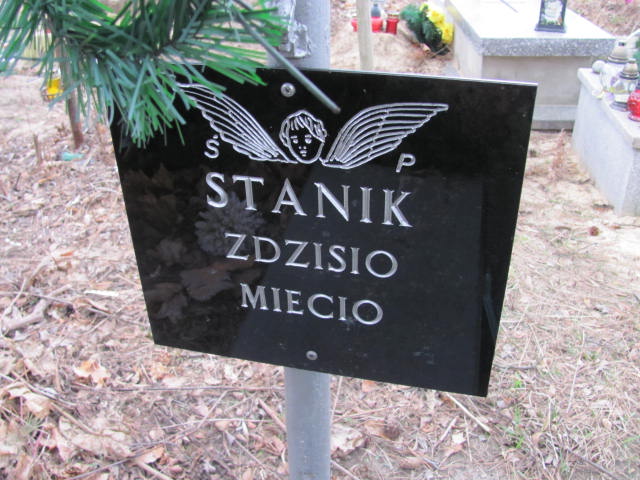 Ś P
STANIK
ZDZISIO
MIECIO